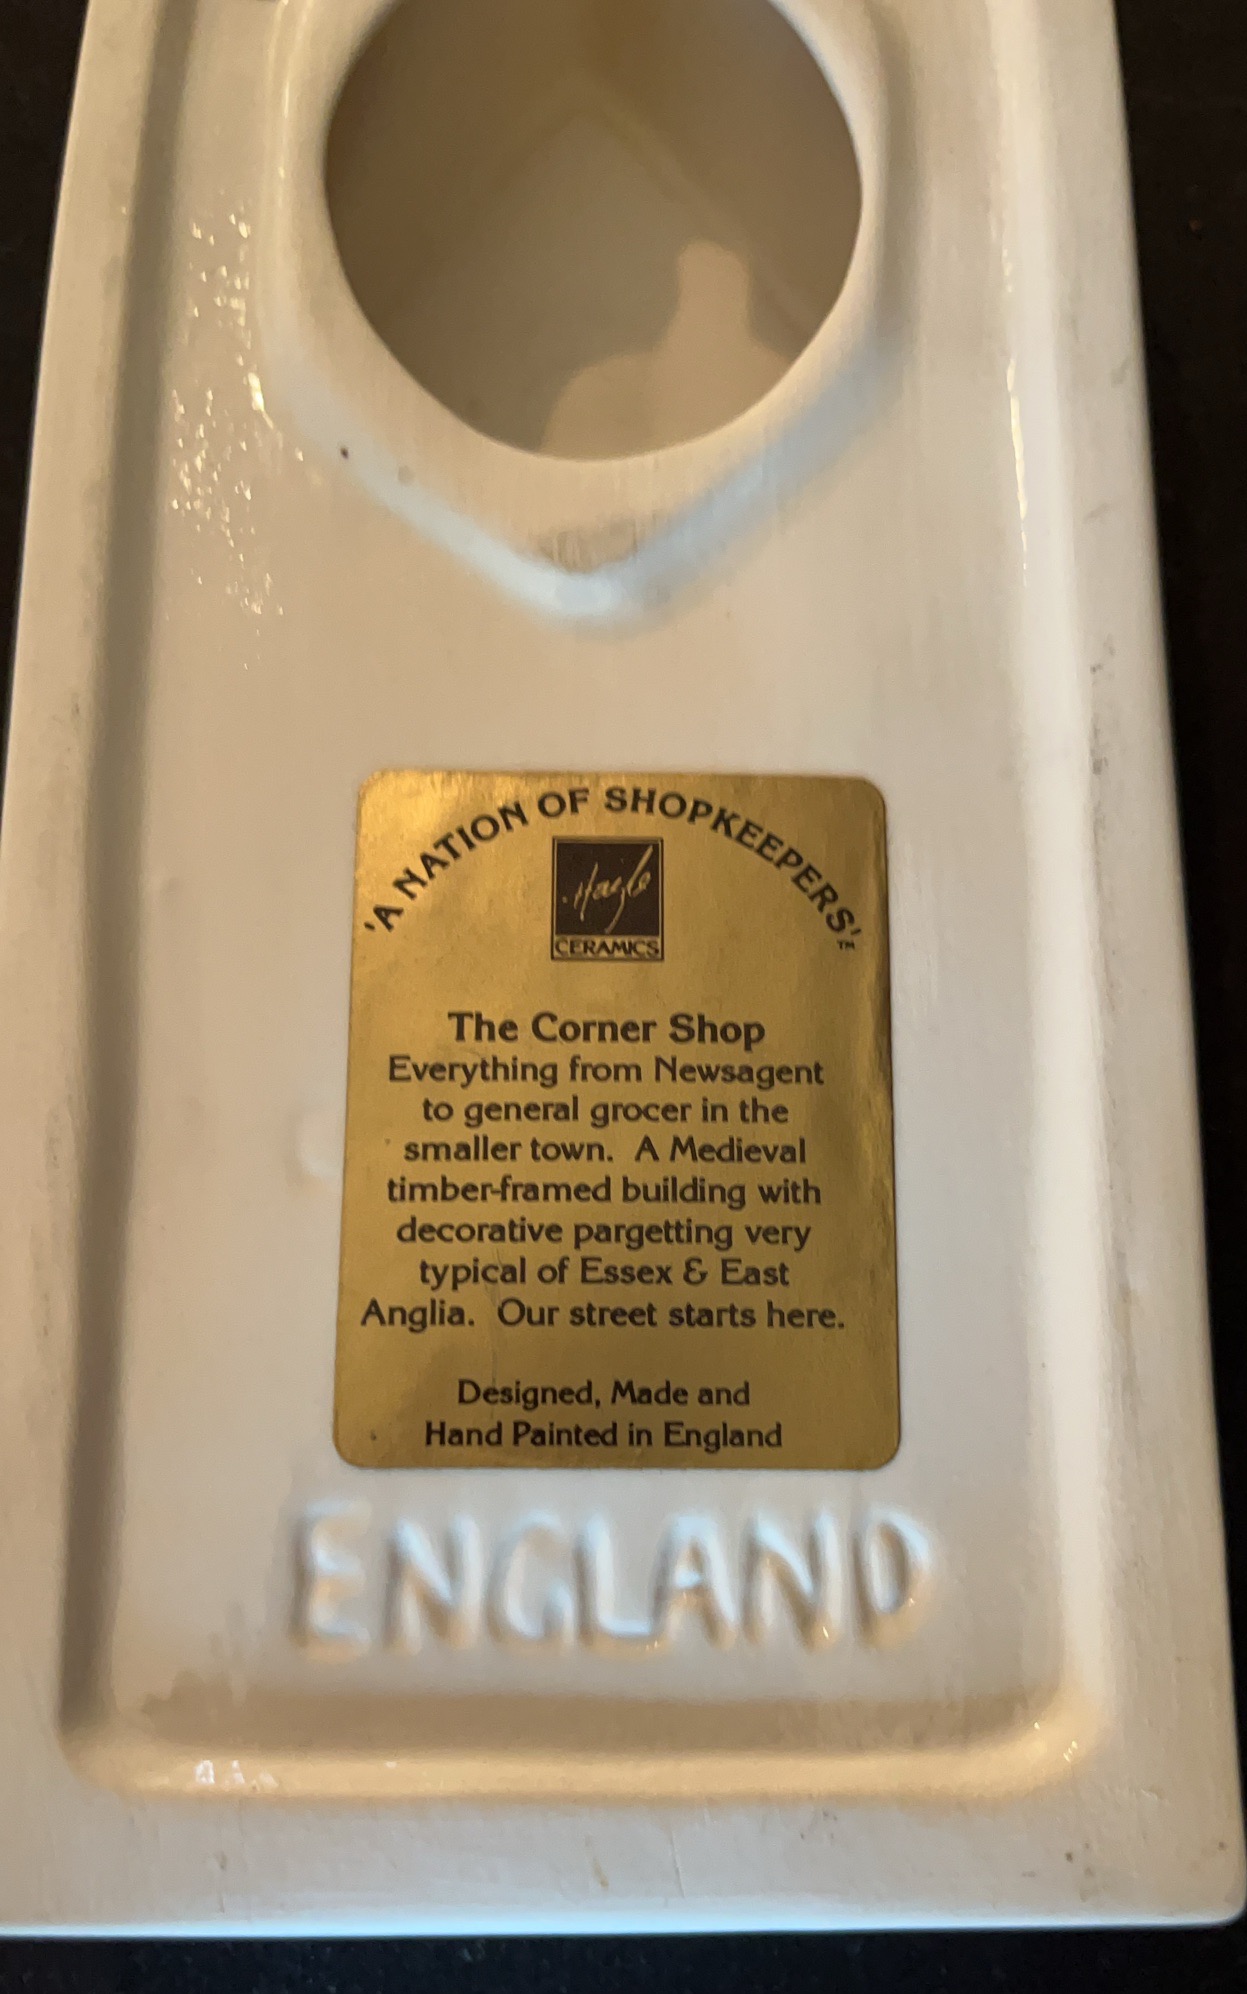 'A NATION OF SHOPKEEPERS'™
Hazle
CERAMICS
The Corner Shop
Everything from Newsagent
to general grocer in the
smaller town. A Medieval
timber-framed building with
decorative pargetting very
typical of Essex & East
Anglia. Our street starts here.
Designed, Made and
Hand Painted in England
ENGLAND